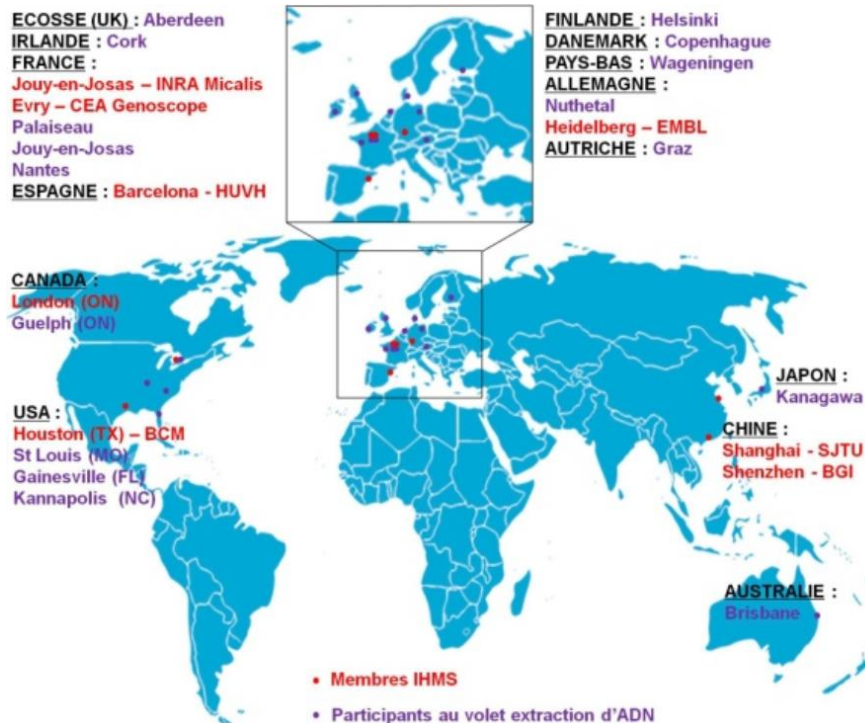 ECOSSE (UK) : Aberdeen
IRLANDE : Cork
FRANCE :
Jouy-en-Josas – INRA Micalis
Evry – CEA Genoscope
Palaiseau
Jouy-en-Josas
Nantes
ESPAGNE : Barcelona - HUVH
FINLANDE : Helsinki
DANEMARK : Copenhague
PAYS-BAS : Wageningen
ALLEMAGNE :
Nuthetal
Heidelberg – EMBL
AUTRICHE : Graz
CANADA :
London (ON)
Guelph (ON)
USA :
Houston (TX) – BCM
St Louis (MO)
Gainesville (FL)
Kannapolis (NC)
JAPON :
Kanagawa
CHINE :
Shanghai - SJTU
Shenzhen - BGI
AUSTRALIE :
Brisbane
• Membres IHMS
• Participants au volet extraction d'ADN